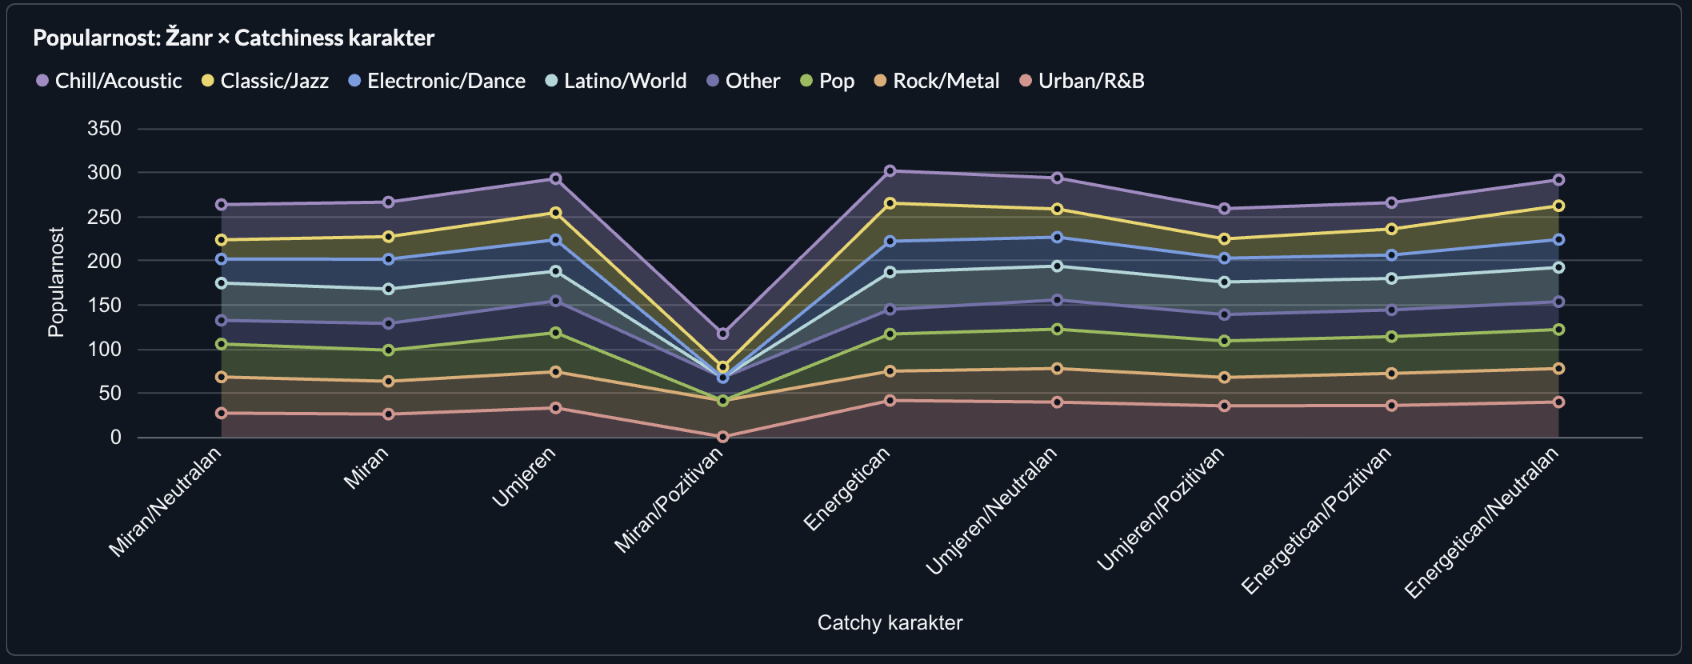 Popularnost: Žanr × Catchiness karakter
Chill/Acoustic Classic/Jazz Electronic/Dance Latino/World Other Pop Rock/Metal Urban/R&B
350
300
250
200
150
100
50
0
Popularnost
Miran/Neutralan
Miran
Umjeren
Miran/Pozitivan
Energetican
Umjeren/Neutralan
Umjeren/Pozitivan
Energetican/Pozitivan
Energetican/Neutralan
Catchy karakter